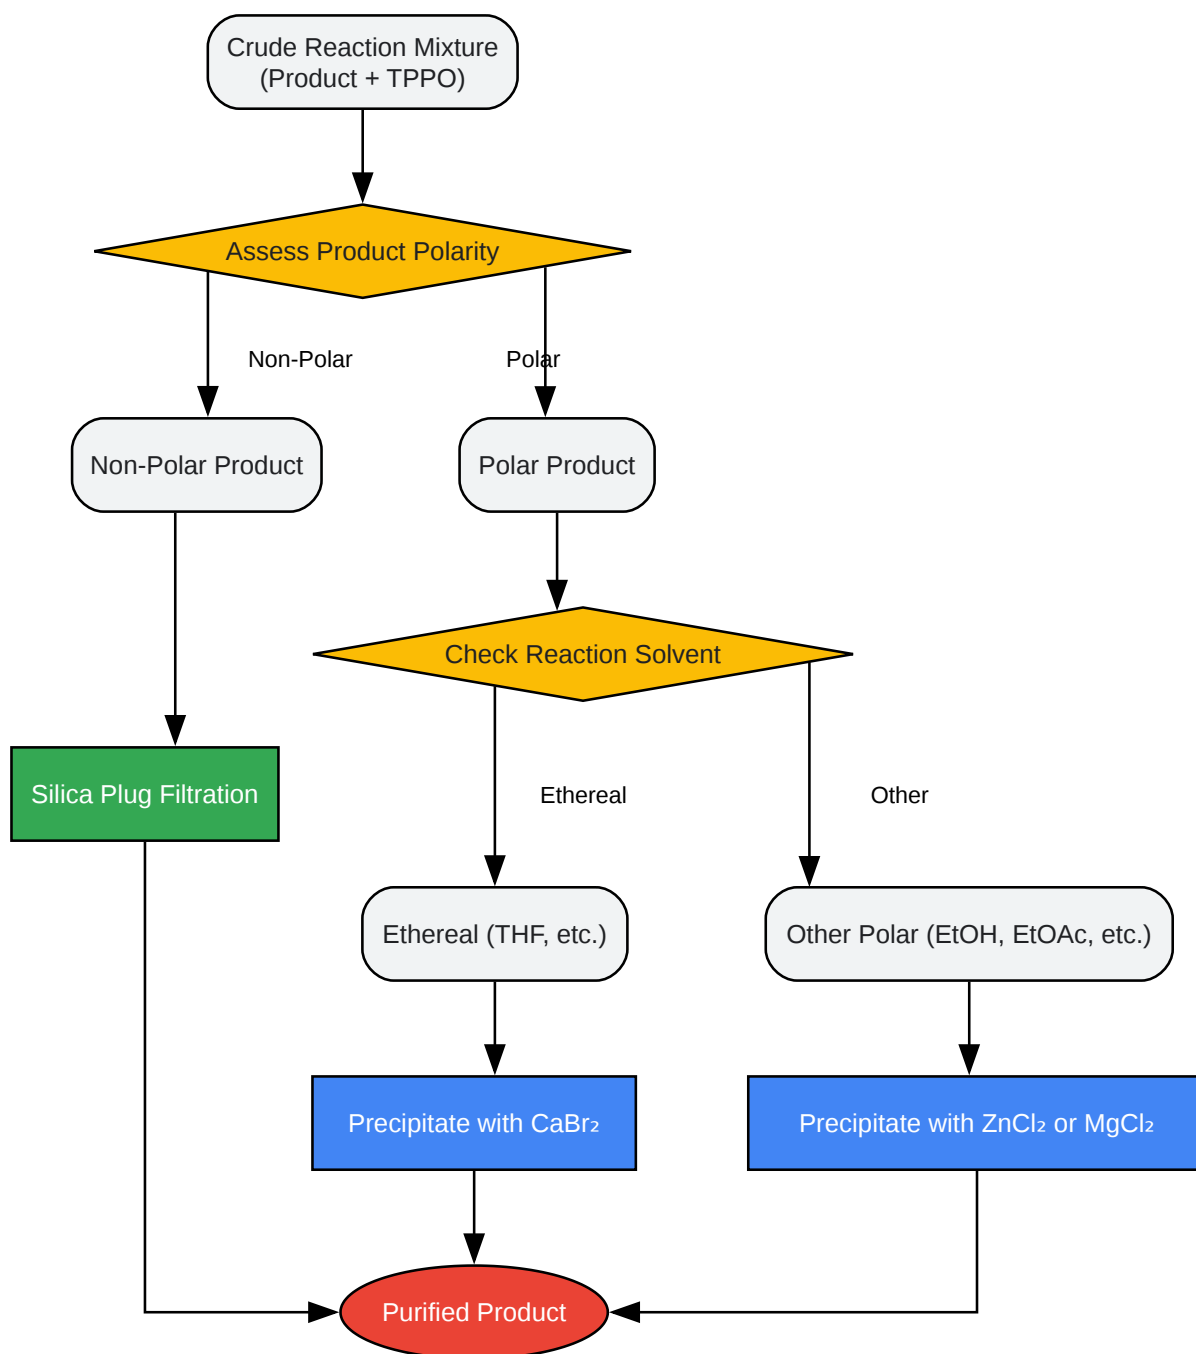 Crude Reaction Mixture
(Product + TPPO)
Assess Product Polarity
Non-Polar
Polar
Non-Polar Product
Polar Product
Check Reaction Solvent
Silica Plug Filtration
Ethereal
Other
Ethereal (THF, etc.)
Other Polar (EtOH, EtOAc, etc.)
Precipitate with CaBr₂
Precipitate with ZnCl₂ or MgCl₂
Purified Product